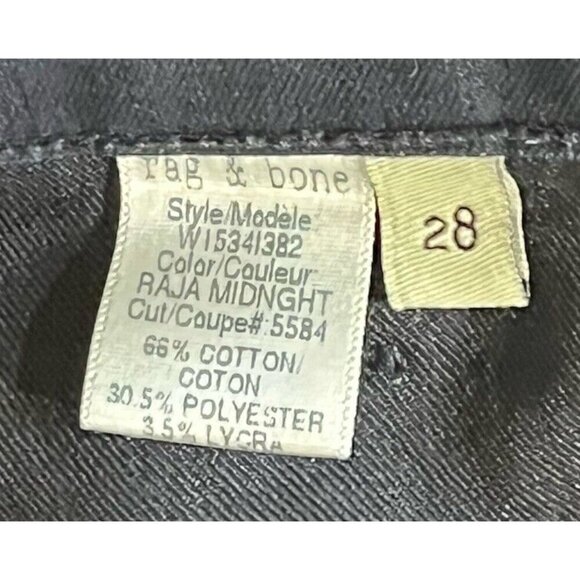 rag & bone
Style/Modèle
W1534I382
Color/Couleur
RAJA MIDNGHT
Cut/Coupe#:5584
66% COTTON/
COTON
30.5% POLYESTER
3.5% LYCRA
28